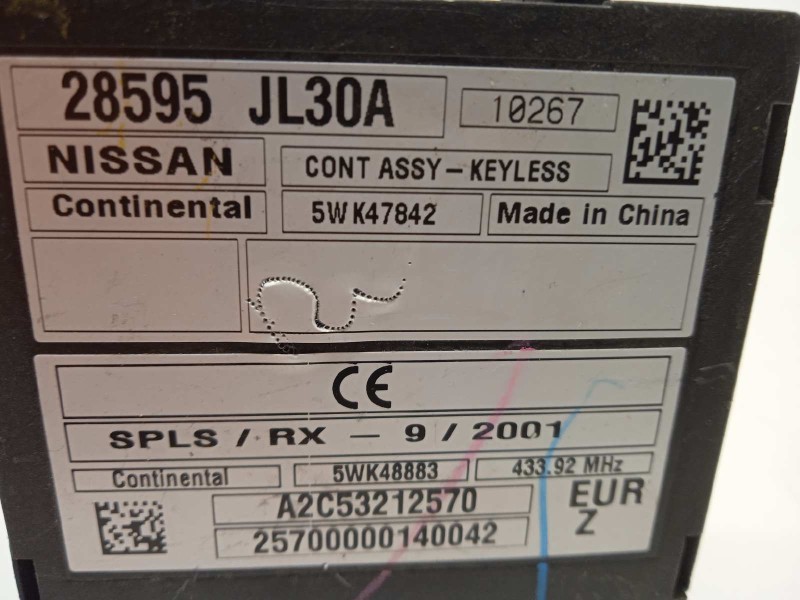 28595 JL30A 10267
NISSAN CONT ASSY-KEYLESS
Continental 5WK47842 Made in China
CE
SPLS / RX - 9 / 2001
Continental 5WK48883 433.92 MHz
A2C53212570 EUR
25700000140042 Z